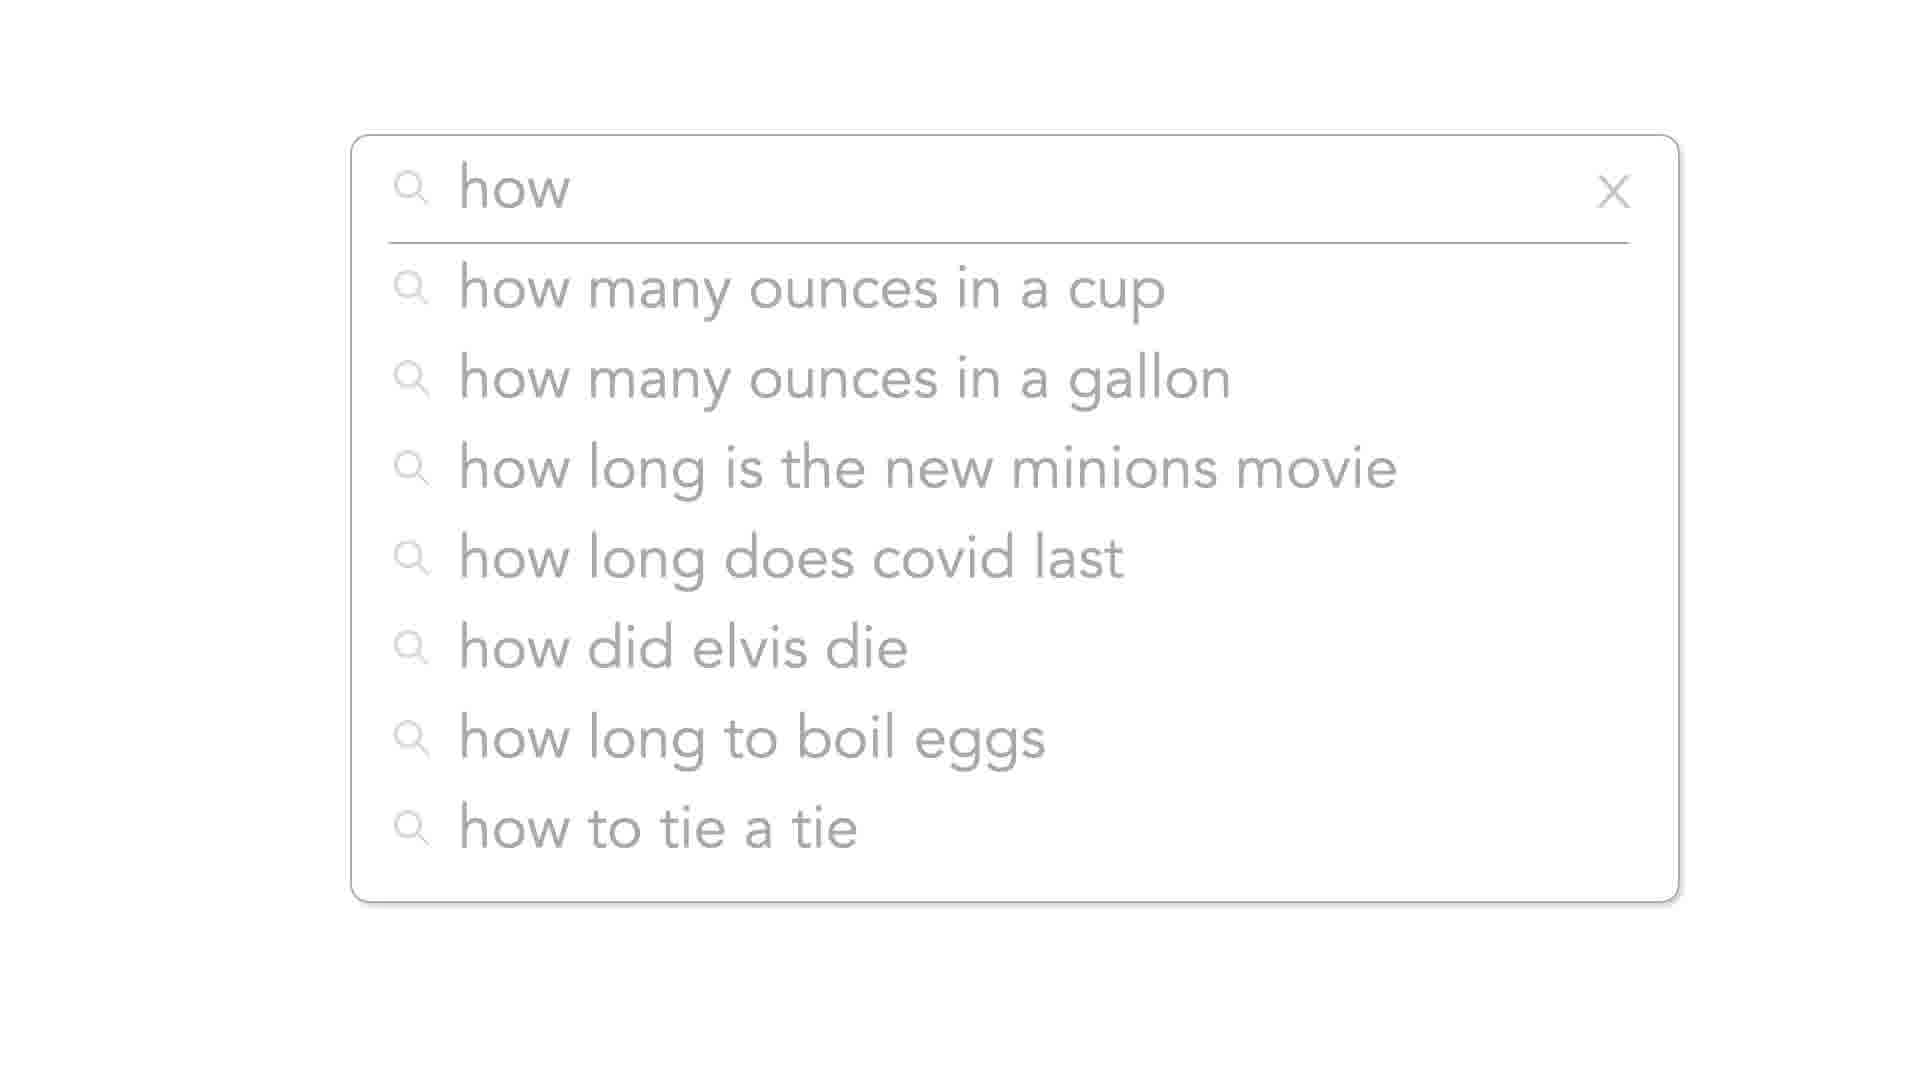 how
how many ounces in a cup
how many ounces in a gallon
how long is the new minions movie
how long does covid last
how did elvis die
how long to boil eggs
how to tie a tie